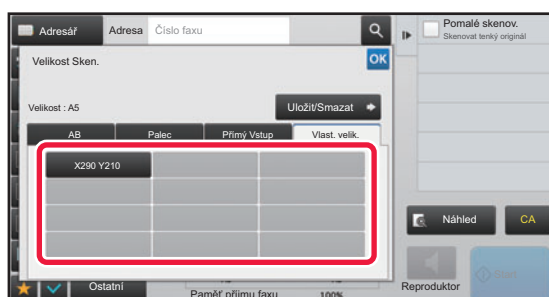 Adresář
Adresa
Číslo faxu
Pomalé skenov.
Skenovat tenký originál
Velikost Sken.
OK
Velikost : A5
Uložit/Smazat
AB
Palec
Přímý Vstup
Vlast. velik.
X290 Y210
Náhled
CA
Start
Ostatní
Paměť příjmu faxu
100%
Reproduktor